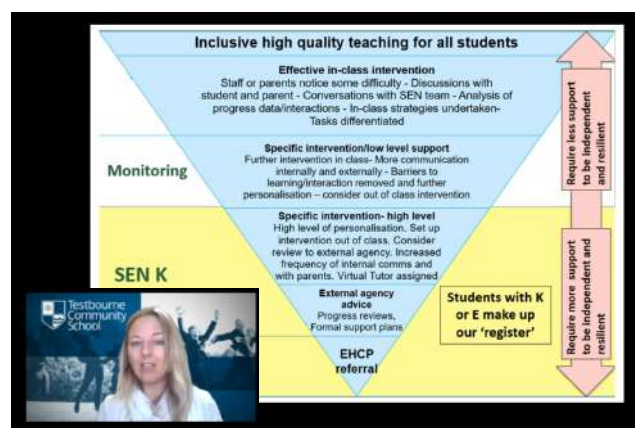 Inclusive high quality teaching for all students
Effective in-class intervention
Staff or parents notice some difficulty - Discussions with
student and parent - Conversations with SEN team - Analysis of
progress data/interactions - In-class strategies undertaken-
Tasks differentiated
Monitoring
Specific intervention/low level support
Further intervention in class- More communication
internally and externally - Barriers to
learning/interaction removed and further
personalisation – consider out of class intervention
SEN K
Specific intervention- high level
High level of personalisation. Set up
intervention out of class. Consider
review to external agency. Increased
frequency of internal comms and
with parents. Virtual Tutor assigned
External agency
advice
Progress reviews,
Formal support plans
EHCP
referral
Students with K
or E make up
our ‘register’
Require less support
to be independent
and resilient
Require more support
to be independent and
resilient
Testbourne
Community
School